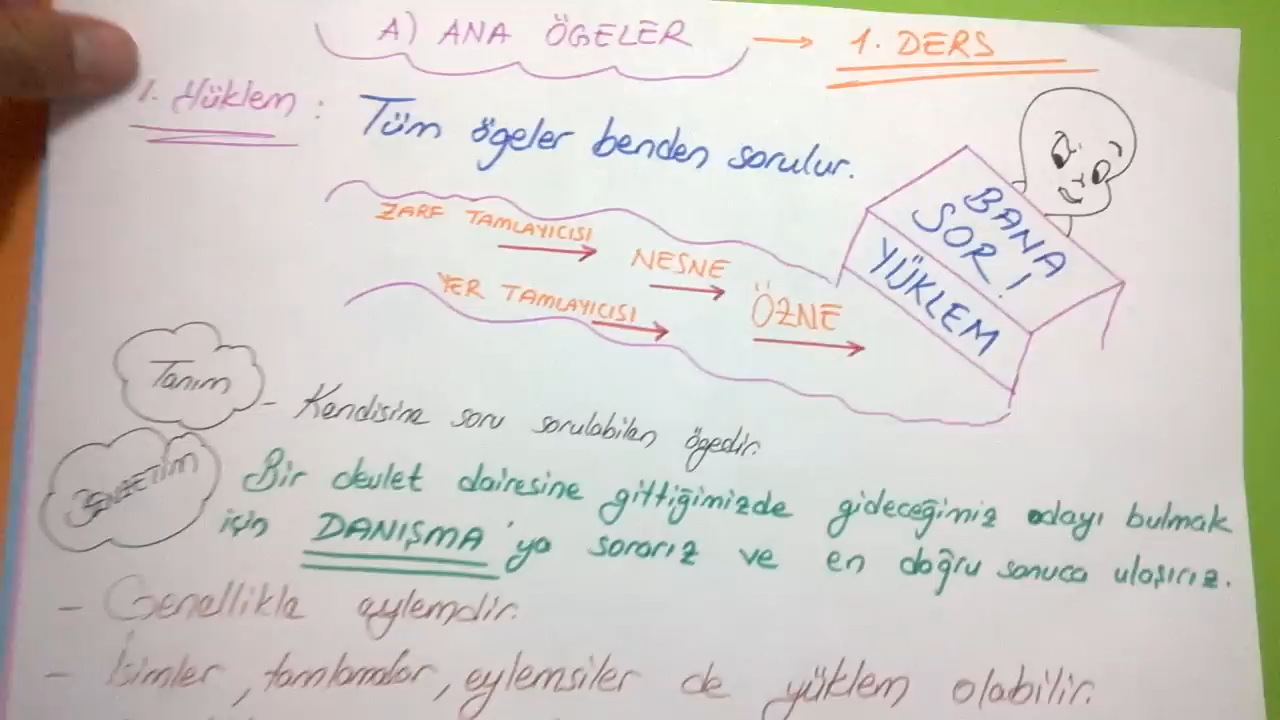 A) ANA ÖGELER → 1. DERS
1. Yüklem : Tüm ögeler benden sorulur.
BANA SOR!
YÜKLEM
ZARF TAMLAYICISI
NESNE
YER TAMLAYICISI
ÖZNE
Tanım - Kendisine soru sorulabilen ögedir.
BENZETİM Bir devlet dairesine gittiğimizde gideceğimiz odayı bulmak
için DANIŞMA'ya sorarız ve en doğru sonuca ulaşırız.
- Genellikle eylemdir.
- İsimler, tamlamalar, eylemsiler de yüklem olabilir.